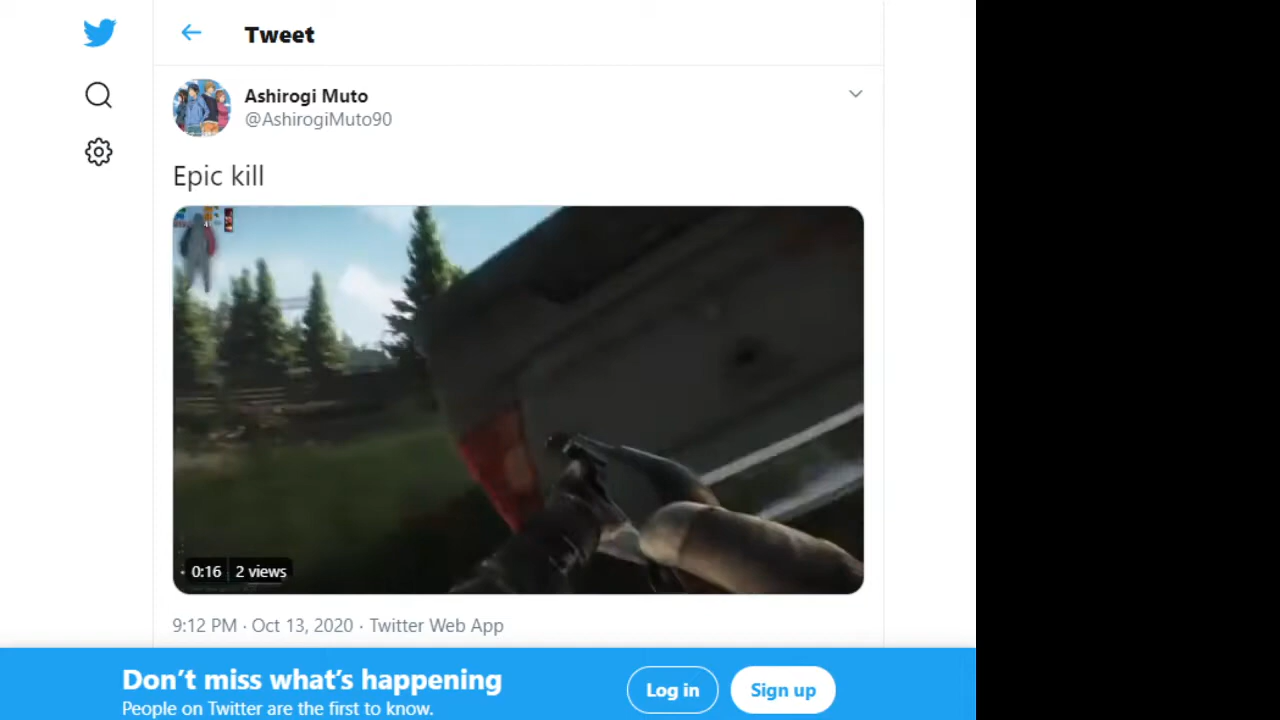 Tweet
Ashirogi Muto
@AshirogiMuto90
Epic kill
0:16 2 views
9:12 PM · Oct 13, 2020 · Twitter Web App
Don't miss what's happening
People on Twitter are the first to know.
Log in
Sign up